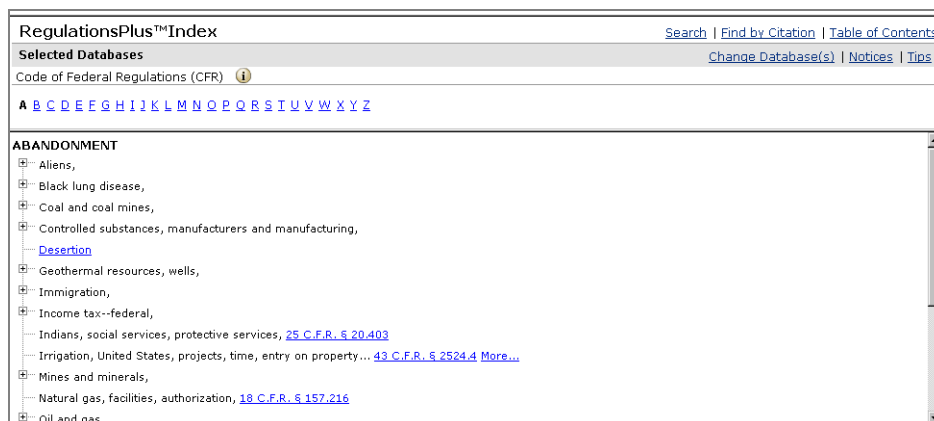 RegulationsPlus™Index
Search | Find by Citation | Table of Contents
Selected Databases
Change Database(s) | Notices | Tips
Code of Federal Regulations (CFR) i
A B C D E F G H I J K L M N O P Q R S T U V W X Y Z
ABANDONMENT
Aliens,
Black lung disease,
Coal and coal mines,
Controlled substances, manufacturers and manufacturing,
Desertion
Geothermal resources, wells,
Immigration,
Income tax--federal,
Indians, social services, protective services, 25 C.F.R. § 20.403
Irrigation, United States, projects, time, entry on property... 43 C.F.R. § 2524.4 More...
Mines and minerals,
Natural gas, facilities, authorization, 18 C.F.R. § 157.216
Oil and gas